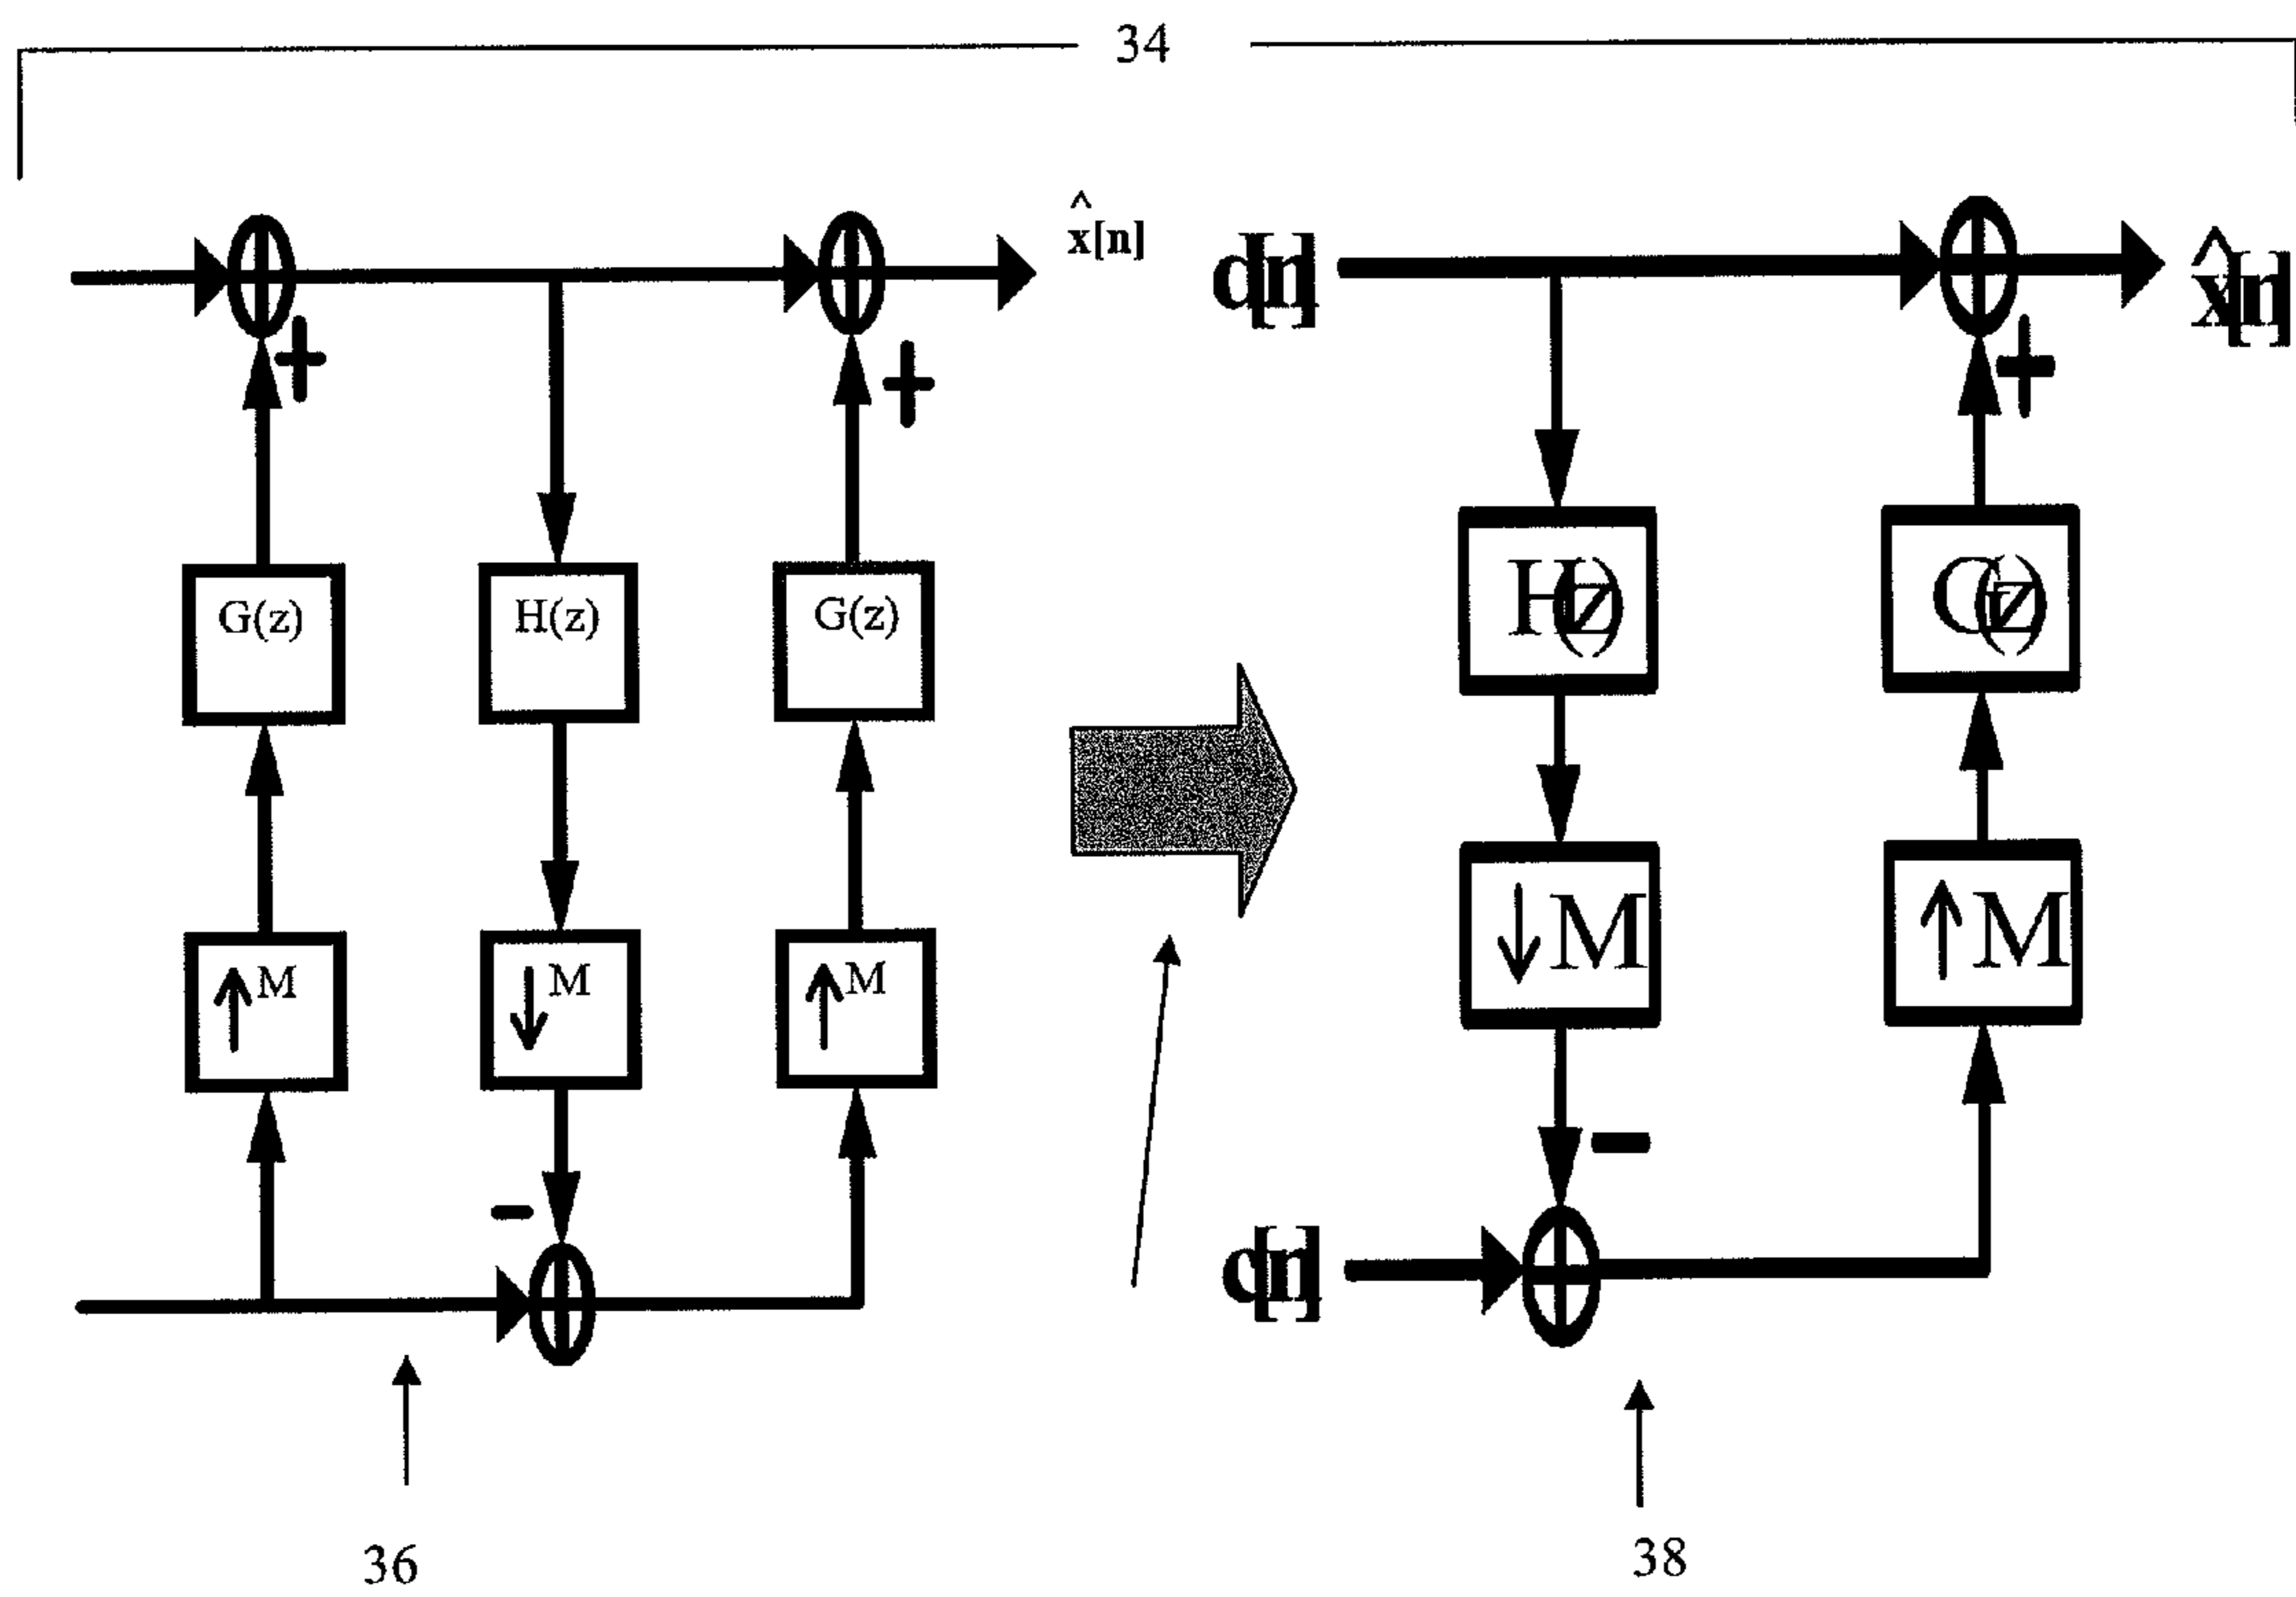 34
x̂[n]
+
+
G(z)
H(z)
G(z)
↑M
↓M
↑M
-
36
d[n]
x̂[n]
+
H(z)
G(z)
↓M
↑M
-
c[n]
38